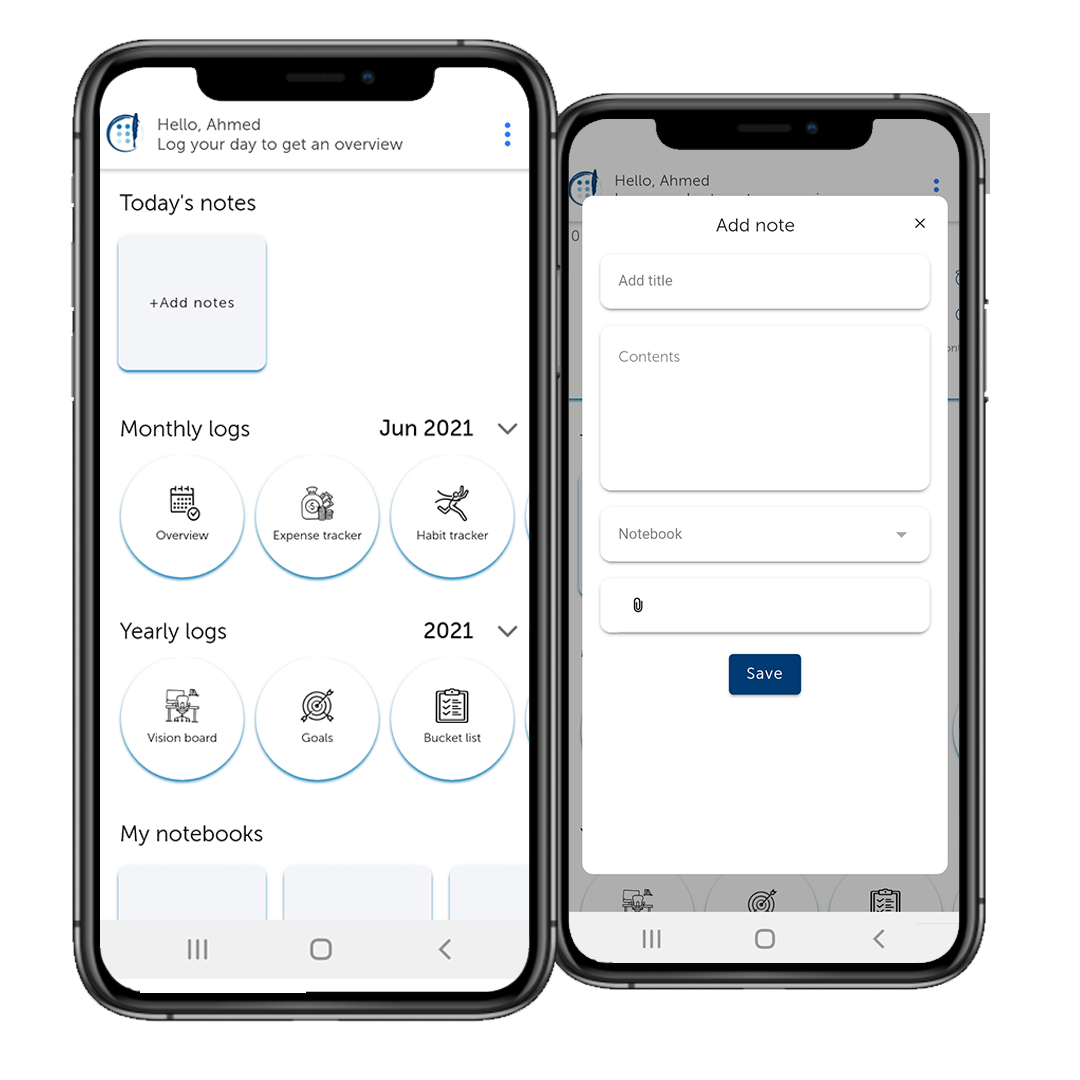 Hello, Ahmed
Log your day to get an overview
Today's notes
+Add notes
Monthly logs
Jun 2021
Overview
Expense tracker
Habit tracker
Yearly logs
2021
Vision board
Goals
Bucket list
My notebooks
Hello, Ahmed
0
Add note
Add title
Contents
Notebook
Save